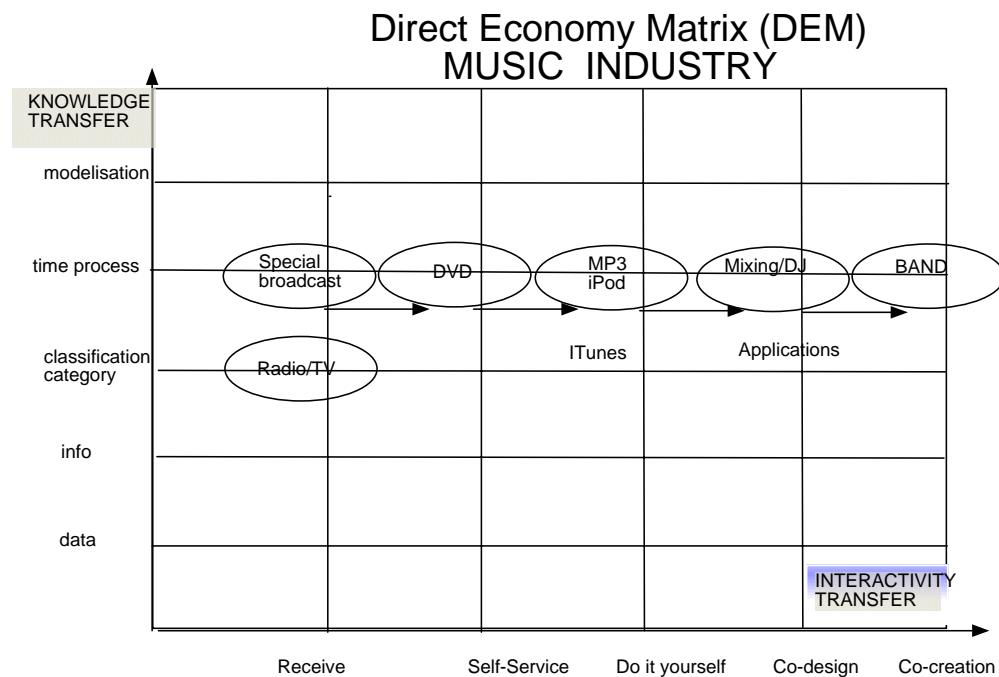 Direct Economy Matrix (DEM)
MUSIC INDUSTRY
KNOWLEDGE
TRANSFER
modelisation
time process
Special
broadcast
DVD
MP3
iPod
Mixing/DJ
BAND
classification
category
Radio/TV
ITunes
Applications
info
data
INTERACTIVITY
TRANSFER
Receive
Self-Service
Do it yourself
Co-design
Co-creation